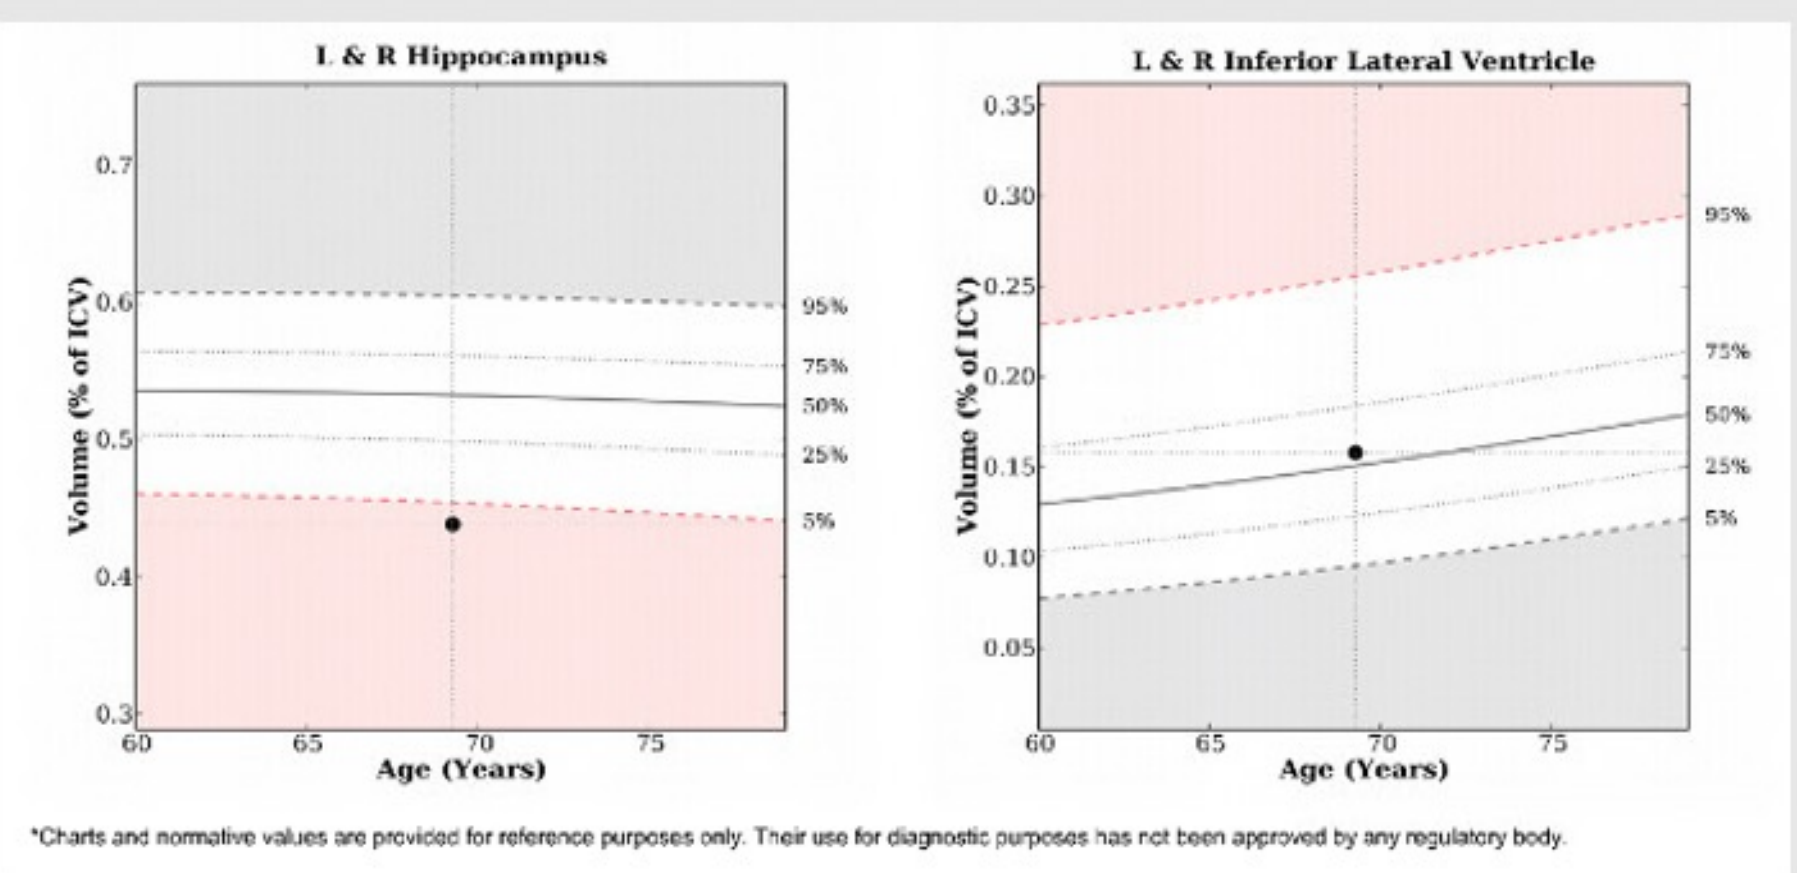 L & R Hippocampus
Volume (% of ICV)
0.7
0.6
0.5
0.4
0.3
60 65 70 75
95%
75%
50%
25%
5%
Age (Years)
L & R Inferior Lateral Ventricle
Volume (% of ICV)
0.35
0.30
0.25
0.20
0.15
0.10
0.05
60 65 70 75
95%
75%
50%
25%
5%
Age (Years)
*Charts and normative values are provided for reference purposes only. Their use for diagnostic purposes has not been approved by any regulatory body.